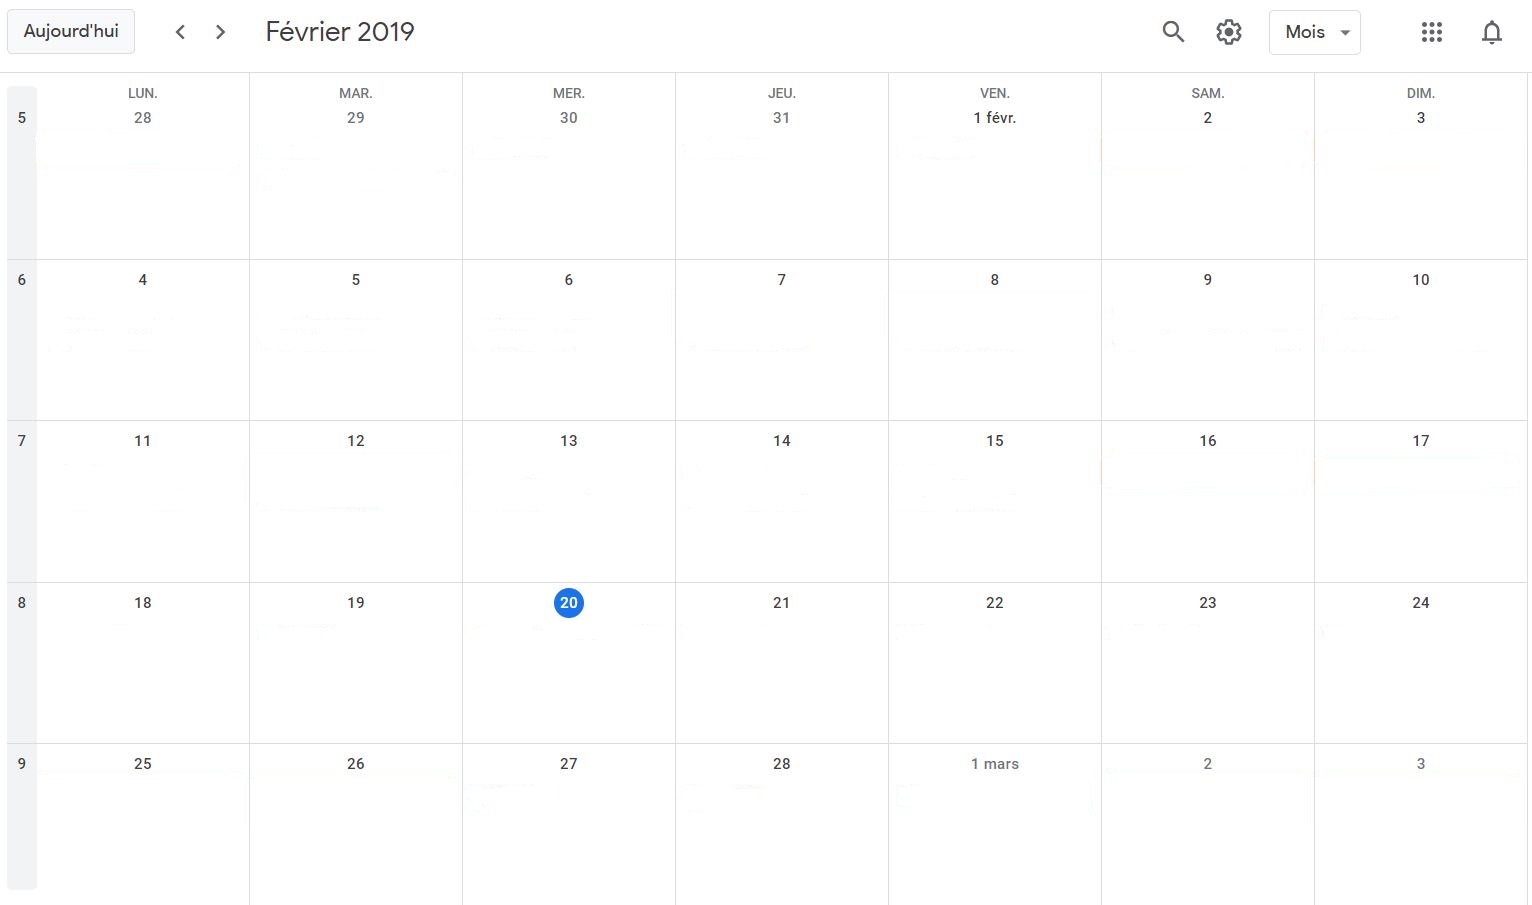 Aujourd'hui Février 2019 Mois
LUN. MAR. MER. JEU. VEN. SAM. DIM.
5 28 29 30 31 1 févr. 2 3
6 4 5 6 7 8 9 10
7 11 12 13 14 15 16 17
8 18 19 20 21 22 23 24
9 25 26 27 28 1 mars 2 3